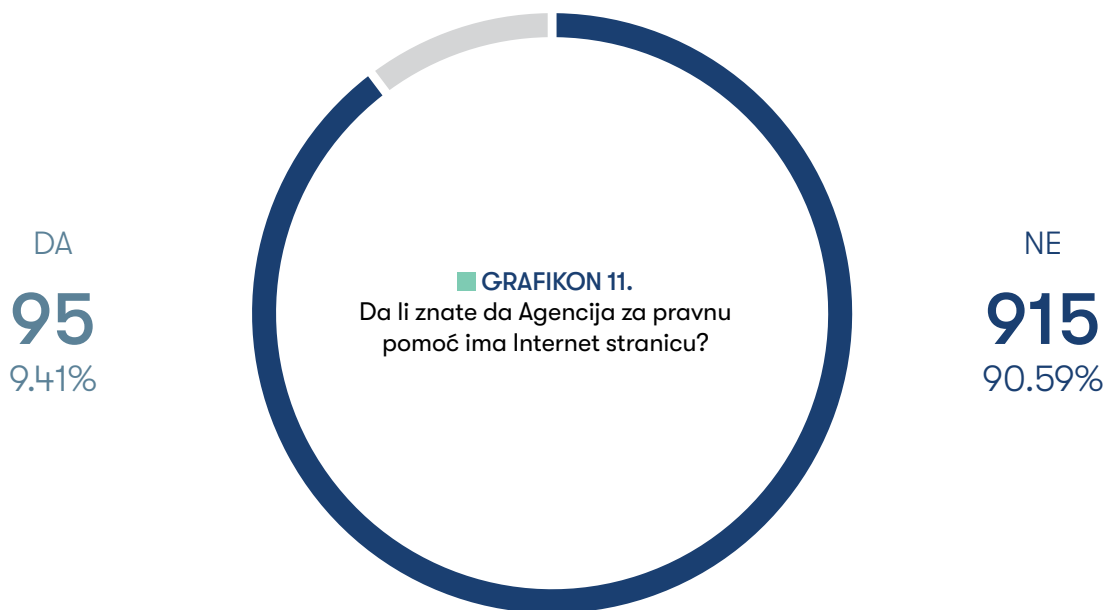 DA
95
9.41%
GRAFIKON 11.
Da li znate da Agencija za pravnu
pomoć ima Internet stranicu?
NE
915
90.59%